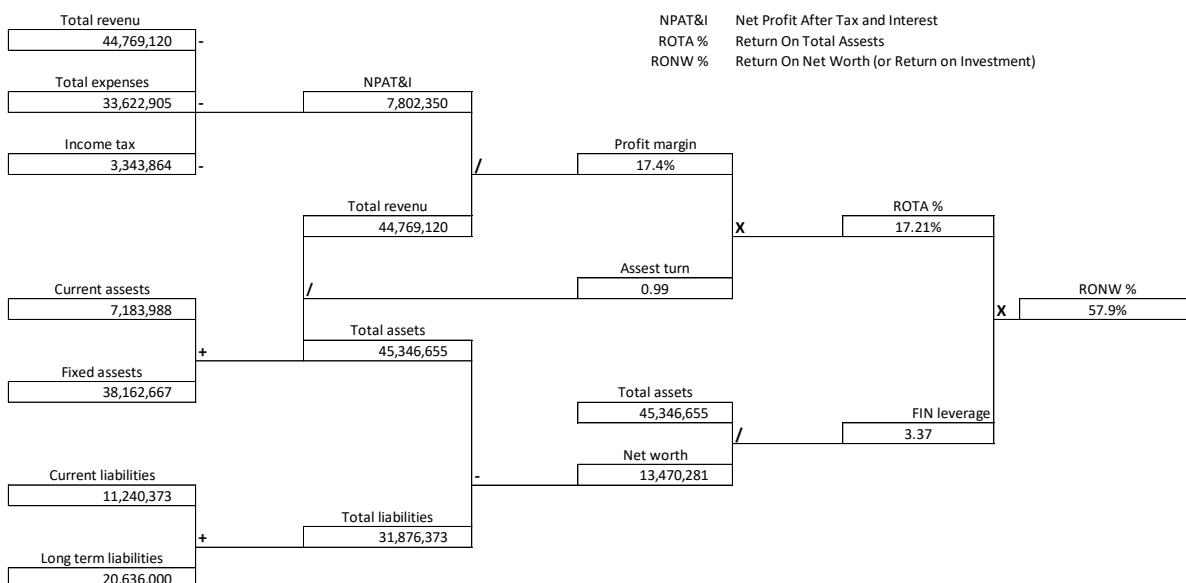 Total revenu
44,769,120 -
NPAT&I Net Profit After Tax and Interest
ROTA % Return On Total Assests
RONW % Return On Net Worth (or Return on Investment)
Total expenses
33,622,905 -
NPAT&I
7,802,350
Income tax
3,343,864 -
/
Profit margin
17.4%
Total revenu
44,769,120
X
ROTA %
17.21%
Assest turn
0.99
/
Current assests
7,183,988
X
RONW %
57.9%
Total assets
45,346,655
+
Fixed assests
38,162,667
Total assets
45,346,655
/
FIN leverage
3.37
Net worth
13,470,281
-
Current liabilities
11,240,373
Total liabilities
31,876,373
+
Long term liabilities
20,636,000